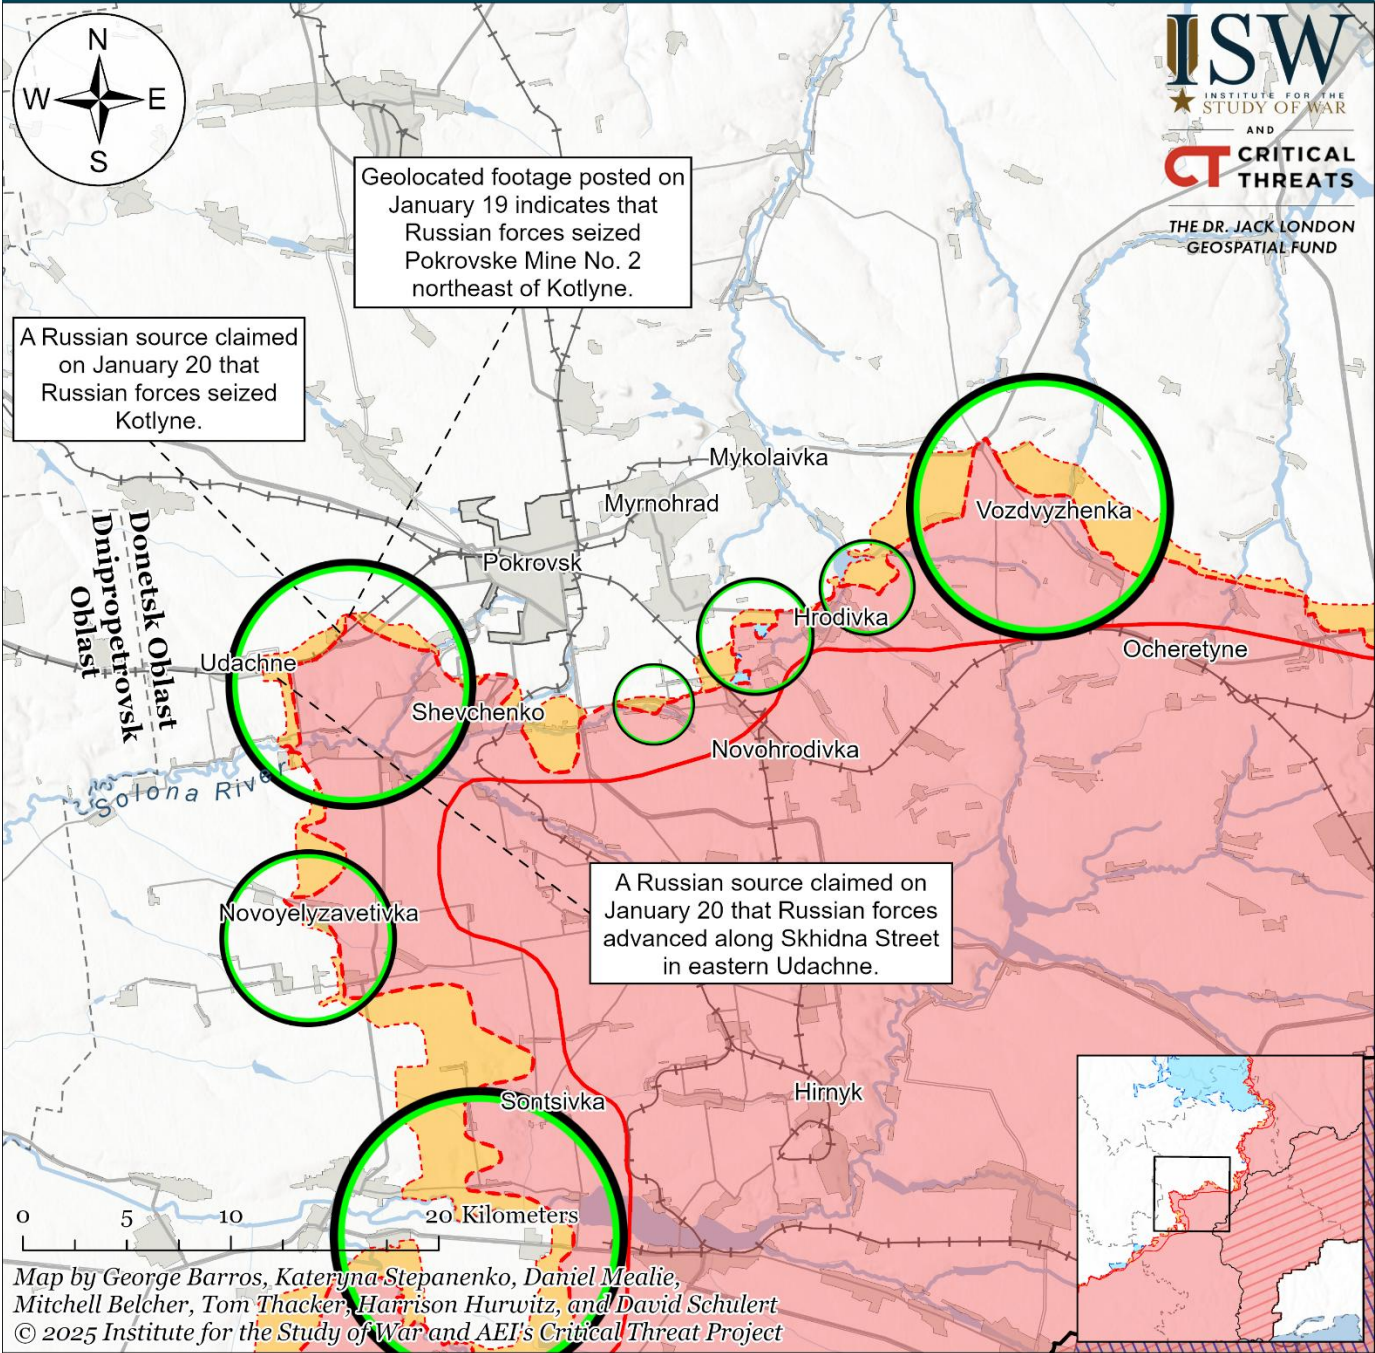 N
W E
S
ISW
INSTITUTE FOR THE
STUDY OF WAR
AND
CT CRITICAL
THREATS
THE DR. JACK LONDON
GEOSPATIAL FUND
Geolocated footage posted on
January 19 indicates that
Russian forces seized
Pokrovske Mine No. 2
northeast of Kotlyne.
A Russian source claimed
on January 20 that
Russian forces seized
Kotlyne.
Mykolaivka
Myrnohrad
Vozdvyzhenka
Pokrovsk
Donetsk Oblast
Dnipropetrovsk
Oblast
Hrodivka
Udachne
Ocheretyne
Shevchenko
Novohrodivka
Solona River
A Russian source claimed on
January 20 that Russian forces
advanced along Skhidna Street
in eastern Udachne.
Novoyelyzavetivka
Hirnyk
Sontsivka
0 5 10 20 Kilometers
Map by George Barros, Kateryna Stepanenko, Daniel Mealie,
Mitchell Belcher, Tom Thacker, Harrison Hurwitz, and David Schulert
© 2025 Institute for the Study of War and AEI's Critical Threat Project